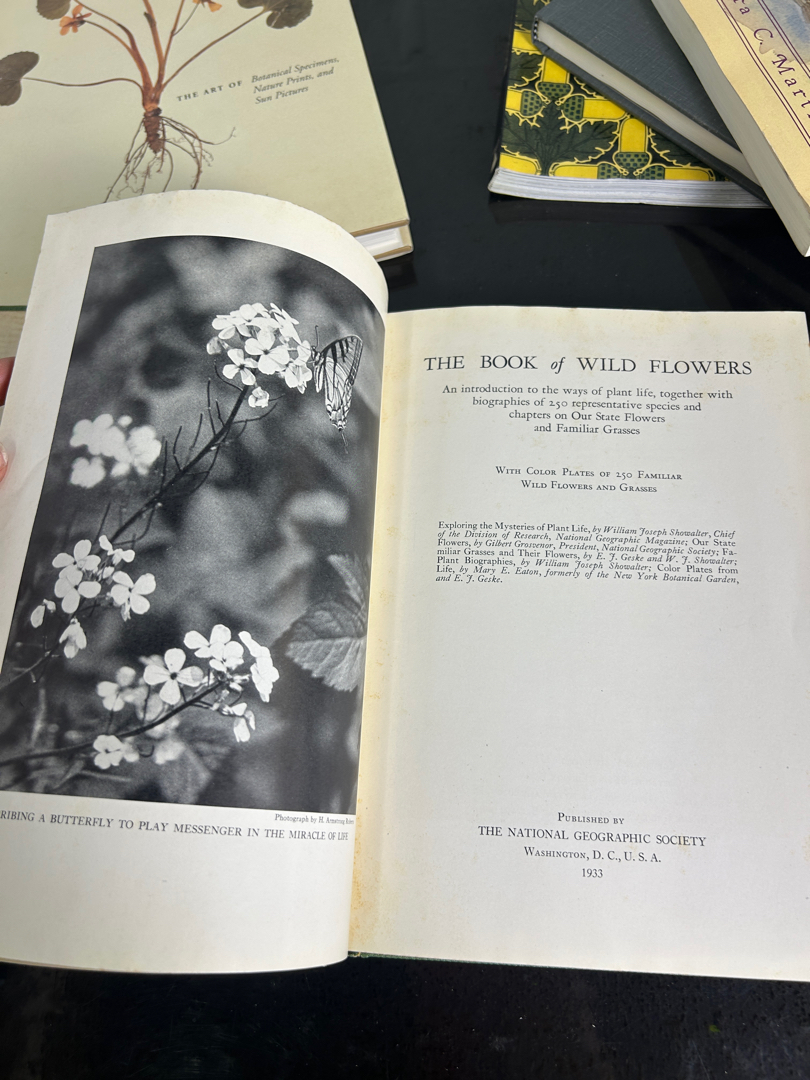 THE ART OF Botanical Specimens,
Nature Prints, and
Sun Pictures
ra C. Mart
Photograph by H. Armstrong
RIBING A BUTTERFLY TO PLAY MESSENGER IN THE MIRACLE OF LIFE
THE BOOK of WILD FLOWERS
An introduction to the ways of plant life, together with
biographies of 250 representative species and
chapters on Our State Flowers
and Familiar Grasses
With Color Plates of 250 Familiar
Wild Flowers and Grasses
Exploring the Mysteries of Plant Life, by William Joseph Showalter, Chief
of the Division of Research, National Geographic Magazine; Our State
Flowers, by Gilbert Grosvenor, President, National Geographic Society; Fa-
miliar Grasses and Their Flowers, by E. J. Geske and W. J. Showalter;
Plant Biographies, by William Joseph Showalter; Color Plates from
Life, by Mary E. Eaton, formerly of the New York Botanical Garden,
and E. J. Geske.
Published by
THE NATIONAL GEOGRAPHIC SOCIETY
Washington, D. C., U. S. A.
1933